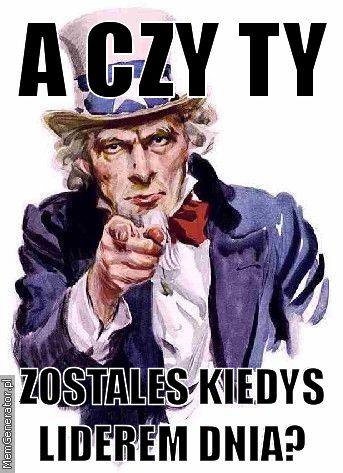 A CZY TY
ZOSTALES KIEDYS
LIDEREM DNIA?
MemGenerator.pl